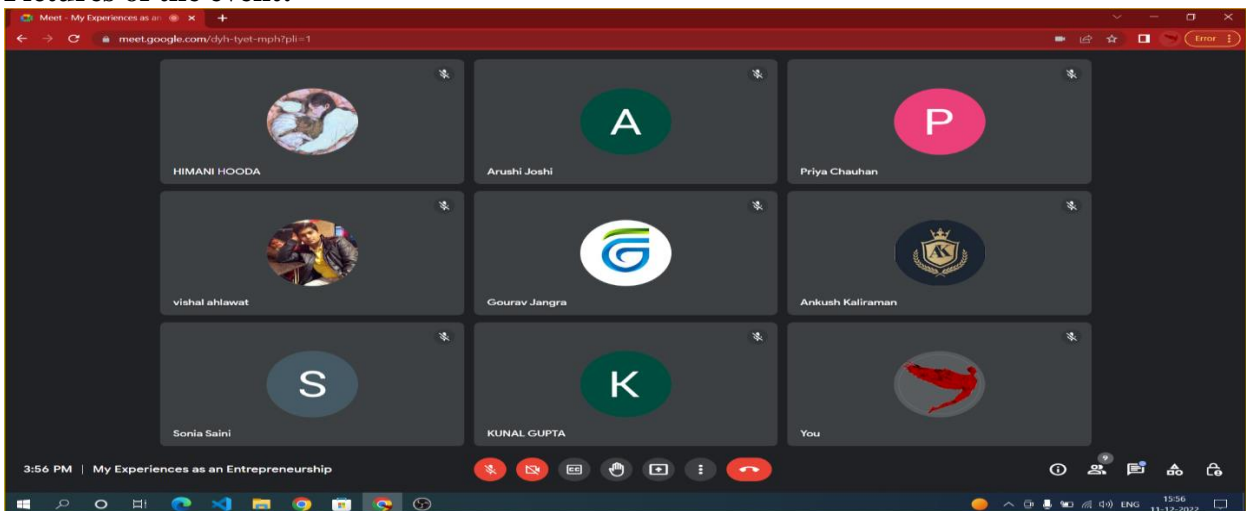 Pictures of the event:
Meet - My Experiences as an
meet.google.com/dyh-tyet-mph?pli=1
Error
HIMANI HOODA
A
Arushi Joshi
P
Priya Chauhan
vishal ahlawat
G
Gourav Jangra
AK
Ankush Kaliraman
S
Sonia Saini
K
KUNAL GUPTA
You
3:56 PM | My Experiences as an Entrepreneurship
CC
9
ENG
15:56
11-12-2022